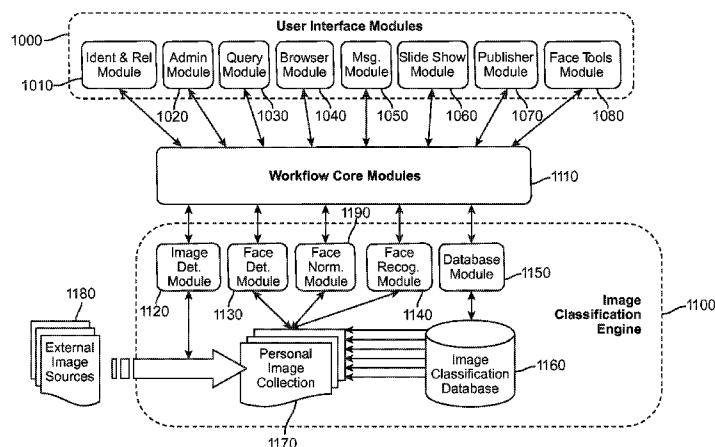 User Interface Modules
1000
Ident & Rel
Module
Admin
Module
Query
Module
Browser
Module
Msg.
Module
Slide Show
Module
Publisher
Module
Face Tools
Module
1010
1020
1030
1040
1050
1060
1070
1080
Workflow Core Modules
1110
1190
Image
Det.
Module
Face
Det.
Module
Face
Norm.
Module
Face
Recog.
Module
Database
Module
1120
1130
1140
1150
Image
Classification
Engine
1100
1180
External
Image
Sources
Personal
Image
Collection
Image
Classification
Database
1160
1170